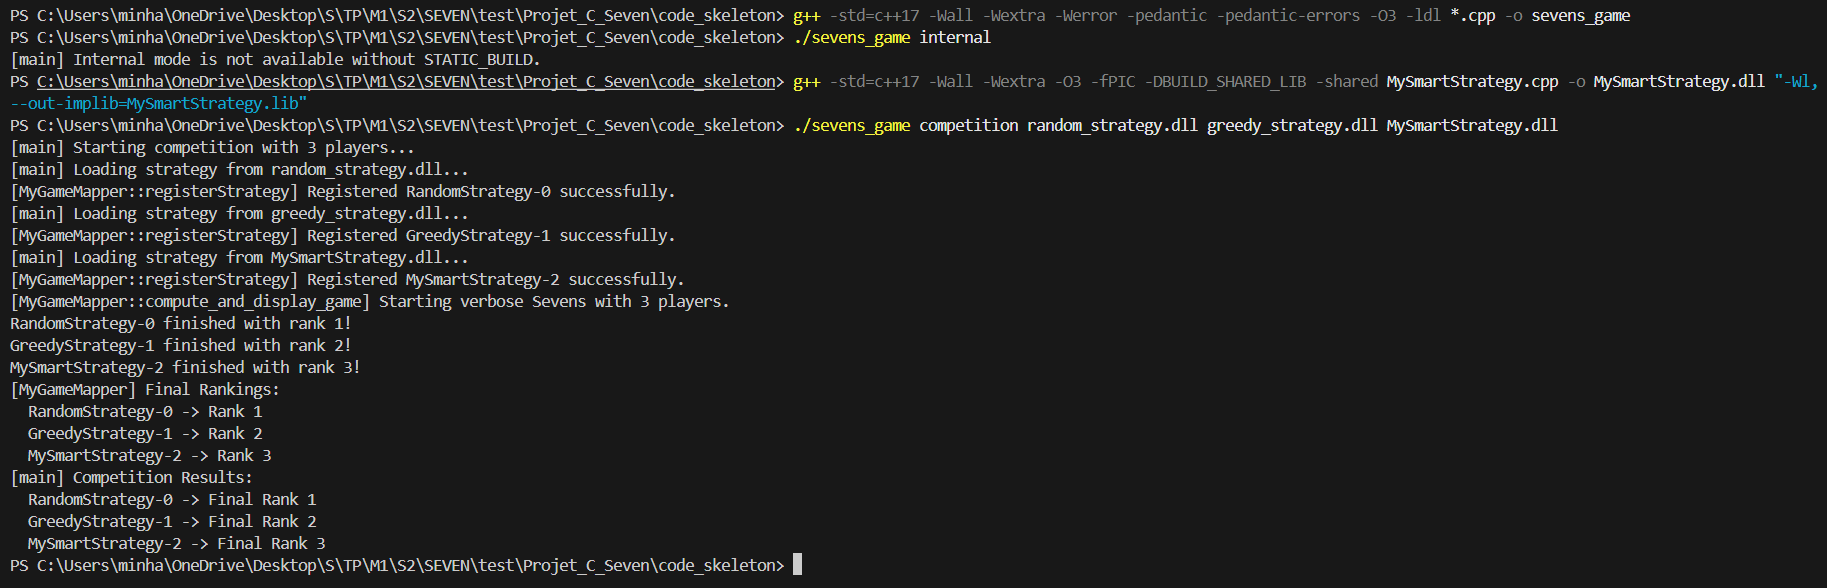 PS C:\Users\minha\OneDrive\Desktop\S\TP\M1\S2\SEVEN\test\Projet_C_Seven\code_skeleton> g++ -std=c++17 -Wall -Wextra -Werror -pedantic -pedantic-errors -O3 -ldl *.cpp -o sevens_game
PS C:\Users\minha\OneDrive\Desktop\S\TP\M1\S2\SEVEN\test\Projet_C_Seven\code_skeleton> ./sevens_game internal
[main] Internal mode is not available without STATIC_BUILD.
PS C:\Users\minha\OneDrive\Desktop\S\TP\M1\S2\SEVEN\test\Projet_C_Seven\code_skeleton> g++ -std=c++17 -Wall -Wextra -O3 -fPIC -DBUILD_SHARED_LIB -shared MySmartStrategy.cpp -o MySmartStrategy.dll "-Wl,
--out-implib=MySmartStrategy.lib"
PS C:\Users\minha\OneDrive\Desktop\S\TP\M1\S2\SEVEN\test\Projet_C_Seven\code_skeleton> ./sevens_game competition random_strategy.dll greedy_strategy.dll MySmartStrategy.dll
[main] Starting competition with 3 players...
[main] Loading strategy from random_strategy.dll...
[MyGameMapper::registerStrategy] Registered RandomStrategy-0 successfully.
[main] Loading strategy from greedy_strategy.dll...
[MyGameMapper::registerStrategy] Registered GreedyStrategy-1 successfully.
[main] Loading strategy from MySmartStrategy.dll...
[MyGameMapper::registerStrategy] Registered MySmartStrategy-2 successfully.
[MyGameMapper::compute_and_display_game] Starting verbose Sevens with 3 players.
RandomStrategy-0 finished with rank 1!
GreedyStrategy-1 finished with rank 2!
MySmartStrategy-2 finished with rank 3!
[MyGameMapper] Final Rankings:
  RandomStrategy-0 -> Rank 1
  GreedyStrategy-1 -> Rank 2
  MySmartStrategy-2 -> Rank 3
[main] Competition Results:
  RandomStrategy-0 -> Final Rank 1
  GreedyStrategy-1 -> Final Rank 2
  MySmartStrategy-2 -> Final Rank 3
PS C:\Users\minha\OneDrive\Desktop\S\TP\M1\S2\SEVEN\test\Projet_C_Seven\code_skeleton>